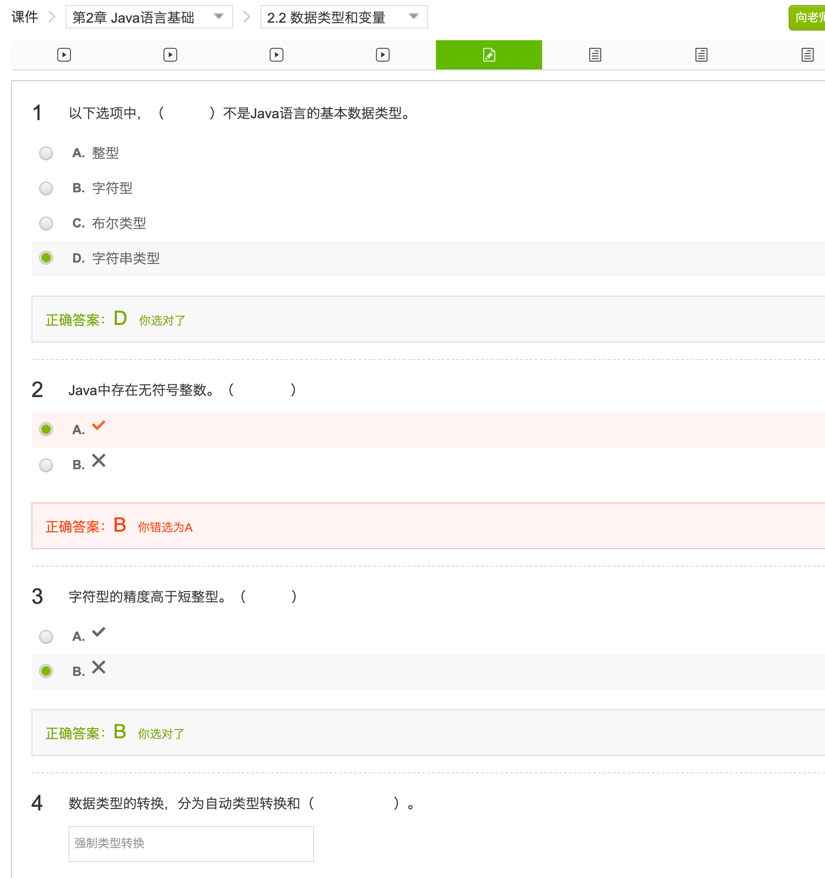 课件 第2章 Java语言基础 2.2 数据类型和变量 向老师
1 以下选项中,( )不是Java语言的基本数据类型。
A. 整型
B. 字符型
C. 布尔类型
D. 字符串类型
正确答案: D 你选对了
2 Java中存在无符号整数。( )
A.
B.
正确答案: B 你错选为A
3 字符型的精度高于短整型。( )
A.
B.
正确答案: B 你选对了
4 数据类型的转换,分为自动类型转换和( )。
强制类型转换